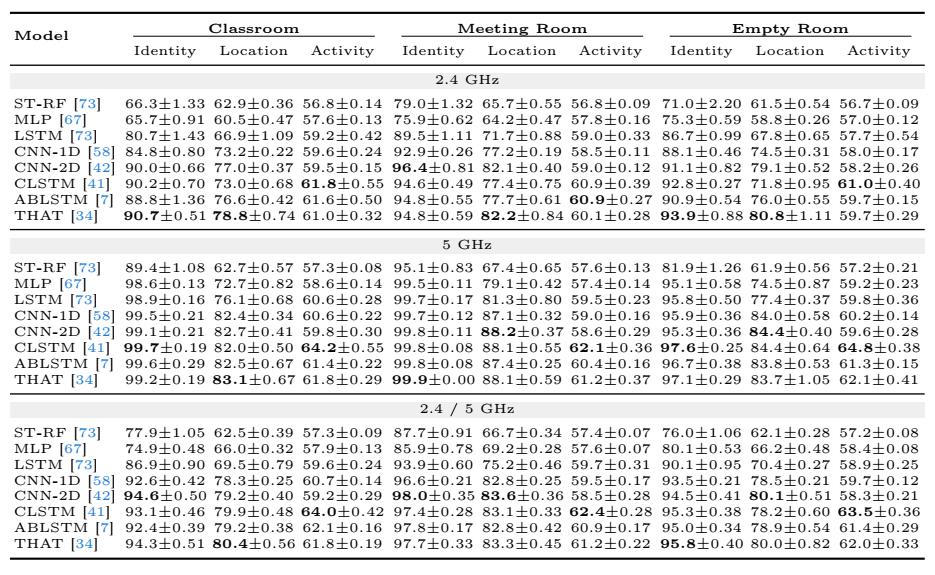 Model Classroom Meeting Room Empty Room
Identity Location Activity Identity Location Activity Identity Location Activity
2.4 GHz
ST-RF [73] 66.3±1.33 62.9±0.36 56.8±0.14 79.0±1.32 65.7±0.55 56.8±0.09 71.0±2.20 61.5±0.54 56.7±0.09
MLP [67] 65.7±0.91 60.5±0.47 57.6±0.13 75.9±0.62 64.2±0.47 57.8±0.16 75.3±0.59 58.8±0.26 57.0±0.12
LSTM [73] 80.7±1.43 66.9±1.09 59.2±0.42 89.5±1.11 71.7±0.88 59.0±0.33 86.7±0.99 67.8±0.65 57.7±0.54
CNN-1D [58] 84.8±0.80 73.2±0.22 59.6±0.24 92.9±0.26 77.2±0.19 58.5±0.11 88.1±0.46 74.5±0.31 58.0±0.17
CNN-2D [42] 90.0±0.66 77.0±0.37 59.5±0.15 96.4±0.81 82.1±0.40 59.0±0.12 91.1±0.82 79.1±0.52 58.2±0.26
CLSTM [41] 90.2±0.70 73.0±0.68 61.8±0.55 94.6±0.49 77.4±0.75 60.9±0.39 92.8±0.27 71.8±0.95 61.0±0.40
ABLSTM [7] 88.8±1.36 76.6±0.42 61.6±0.50 94.8±0.55 77.7±0.61 60.9±0.27 90.9±0.54 76.0±0.55 59.7±0.15
THAT [34] 90.7±0.51 78.8±0.74 61.0±0.32 94.8±0.59 82.2±0.84 60.1±0.28 93.9±0.88 80.8±1.11 59.7±0.29
5 GHz
ST-RF [73] 89.4±1.08 62.7±0.57 57.3±0.08 95.1±0.83 67.4±0.65 57.6±0.13 81.9±1.26 61.9±0.56 57.2±0.21
MLP [67] 98.6±0.13 72.7±0.82 58.6±0.14 99.5±0.11 79.1±0.42 57.4±0.14 95.1±0.58 74.5±0.87 59.2±0.23
LSTM [73] 98.9±0.16 76.1±0.68 60.6±0.28 99.7±0.17 81.3±0.80 59.5±0.23 95.8±0.50 77.4±0.37 59.8±0.36
CNN-1D [58] 99.5±0.21 82.4±0.34 60.6±0.22 99.7±0.12 87.1±0.32 59.0±0.16 95.9±0.36 84.0±0.58 60.2±0.14
CNN-2D [42] 99.1±0.21 82.7±0.41 59.8±0.30 99.8±0.11 88.2±0.37 58.6±0.29 95.3±0.36 84.4±0.40 59.6±0.28
CLSTM [41] 99.7±0.19 82.0±0.50 64.2±0.55 99.8±0.08 88.1±0.55 62.1±0.36 97.6±0.25 84.4±0.64 64.8±0.38
ABLSTM [7] 99.6±0.29 82.5±0.67 61.4±0.22 99.8±0.08 87.4±0.25 60.4±0.16 96.7±0.38 83.8±0.53 61.3±0.15
THAT [34] 99.2±0.19 83.1±0.67 61.8±0.29 99.9±0.00 88.1±0.59 61.2±0.37 97.1±0.29 83.7±1.05 62.1±0.41
2.4 / 5 GHz
ST-RF [73] 77.9±1.05 62.5±0.39 57.3±0.09 87.7±0.91 66.7±0.34 57.4±0.07 76.0±1.06 62.1±0.28 57.2±0.08
MLP [67] 74.9±0.48 66.0±0.32 57.9±0.13 85.9±0.78 69.2±0.28 57.6±0.07 80.1±0.53 66.2±0.48 58.4±0.08
LSTM [73] 86.9±0.90 69.5±0.79 59.6±0.24 93.9±0.60 75.2±0.46 59.7±0.31 90.1±0.95 70.4±0.27 58.9±0.25
CNN-1D [58] 92.6±0.42 78.3±0.25 60.7±0.14 96.6±0.21 82.8±0.25 59.5±0.17 93.5±0.21 78.5±0.21 59.7±0.12
CNN-2D [42] 94.6±0.50 79.2±0.40 59.2±0.29 98.0±0.35 83.6±0.36 58.5±0.28 94.5±0.41 80.1±0.51 58.3±0.21
CLSTM [41] 93.1±0.46 79.9±0.48 64.0±0.42 97.4±0.28 83.1±0.33 62.4±0.28 95.3±0.38 78.2±0.60 63.5±0.36
ABLSTM [7] 92.4±0.39 79.2±0.38 62.1±0.16 97.8±0.17 82.8±0.42 60.9±0.17 95.0±0.34 78.9±0.54 61.4±0.29
THAT [34] 94.3±0.51 80.4±0.56 61.8±0.19 97.7±0.33 83.3±0.45 61.2±0.22 95.8±0.40 80.0±0.82 62.0±0.33